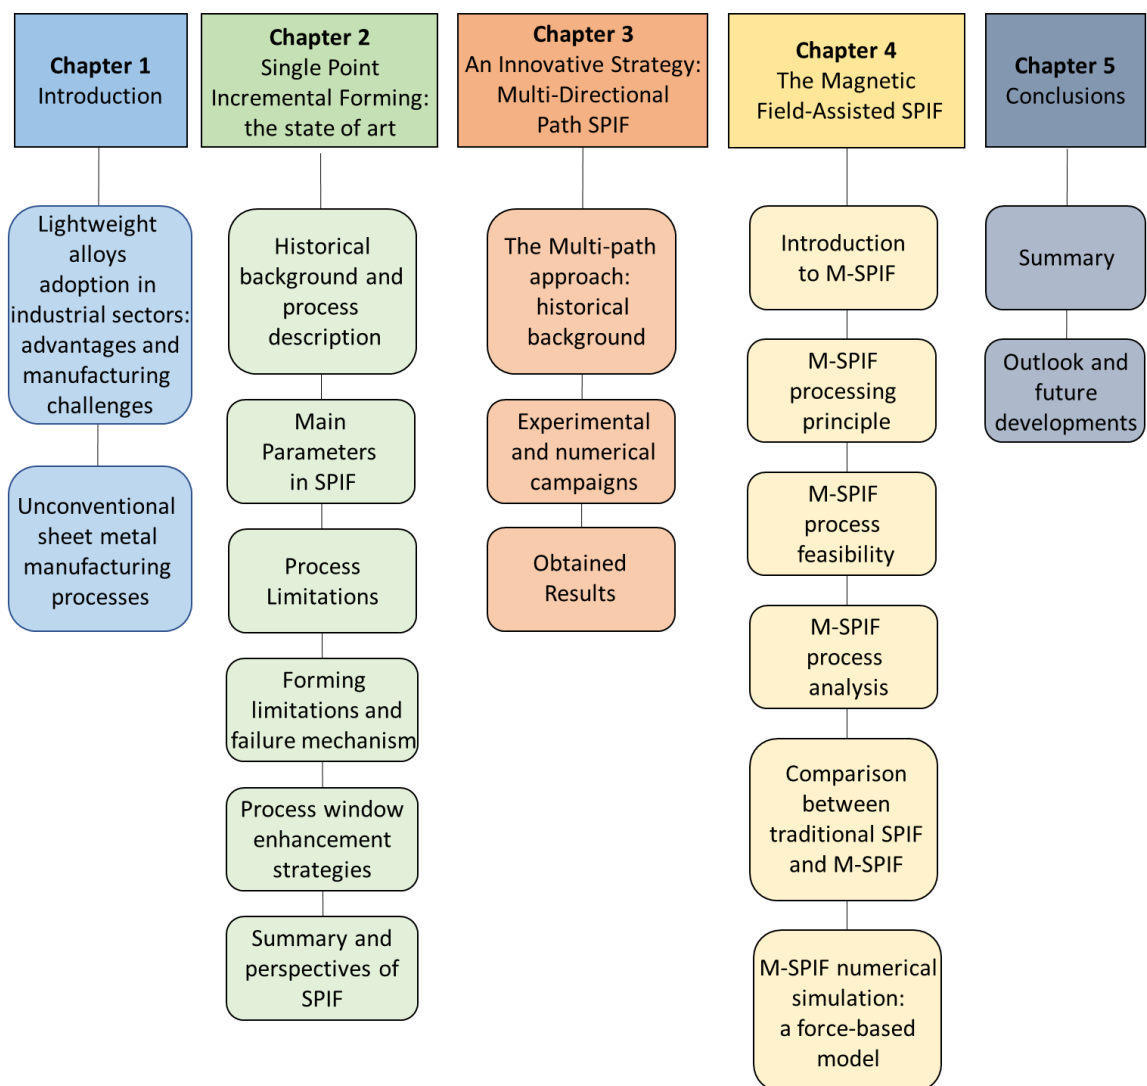 Chapter 1
Introduction
Lightweight
alloys
adoption in
industrial sectors:
advantages and
manufacturing
challenges
Unconventional
sheet metal
manufacturing
processes
Chapter 2
Single Point
Incremental Forming:
the state of art
Historical
background and
process
description
Main
Parameters
in SPIF
Process
Limitations
Forming
limitations and
failure mechanism
Process window
enhancement
strategies
Summary and
perspectives of
SPIF
Chapter 3
An Innovative Strategy:
Multi-Directional
Path SPIF
The Multi-path
approach:
historical
background
Experimental
and numerical
campaigns
Obtained
Results
Chapter 4
The Magnetic
Field-Assisted SPIF
Introduction
to M-SPIF
M-SPIF
processing
principle
M-SPIF
process
feasibility
M-SPIF
process
analysis
Comparison
between
traditional SPIF
and M-SPIF
M-SPIF numerical
simulation:
a force-based
model
Chapter 5
Conclusions
Summary
Outlook and
future
developments